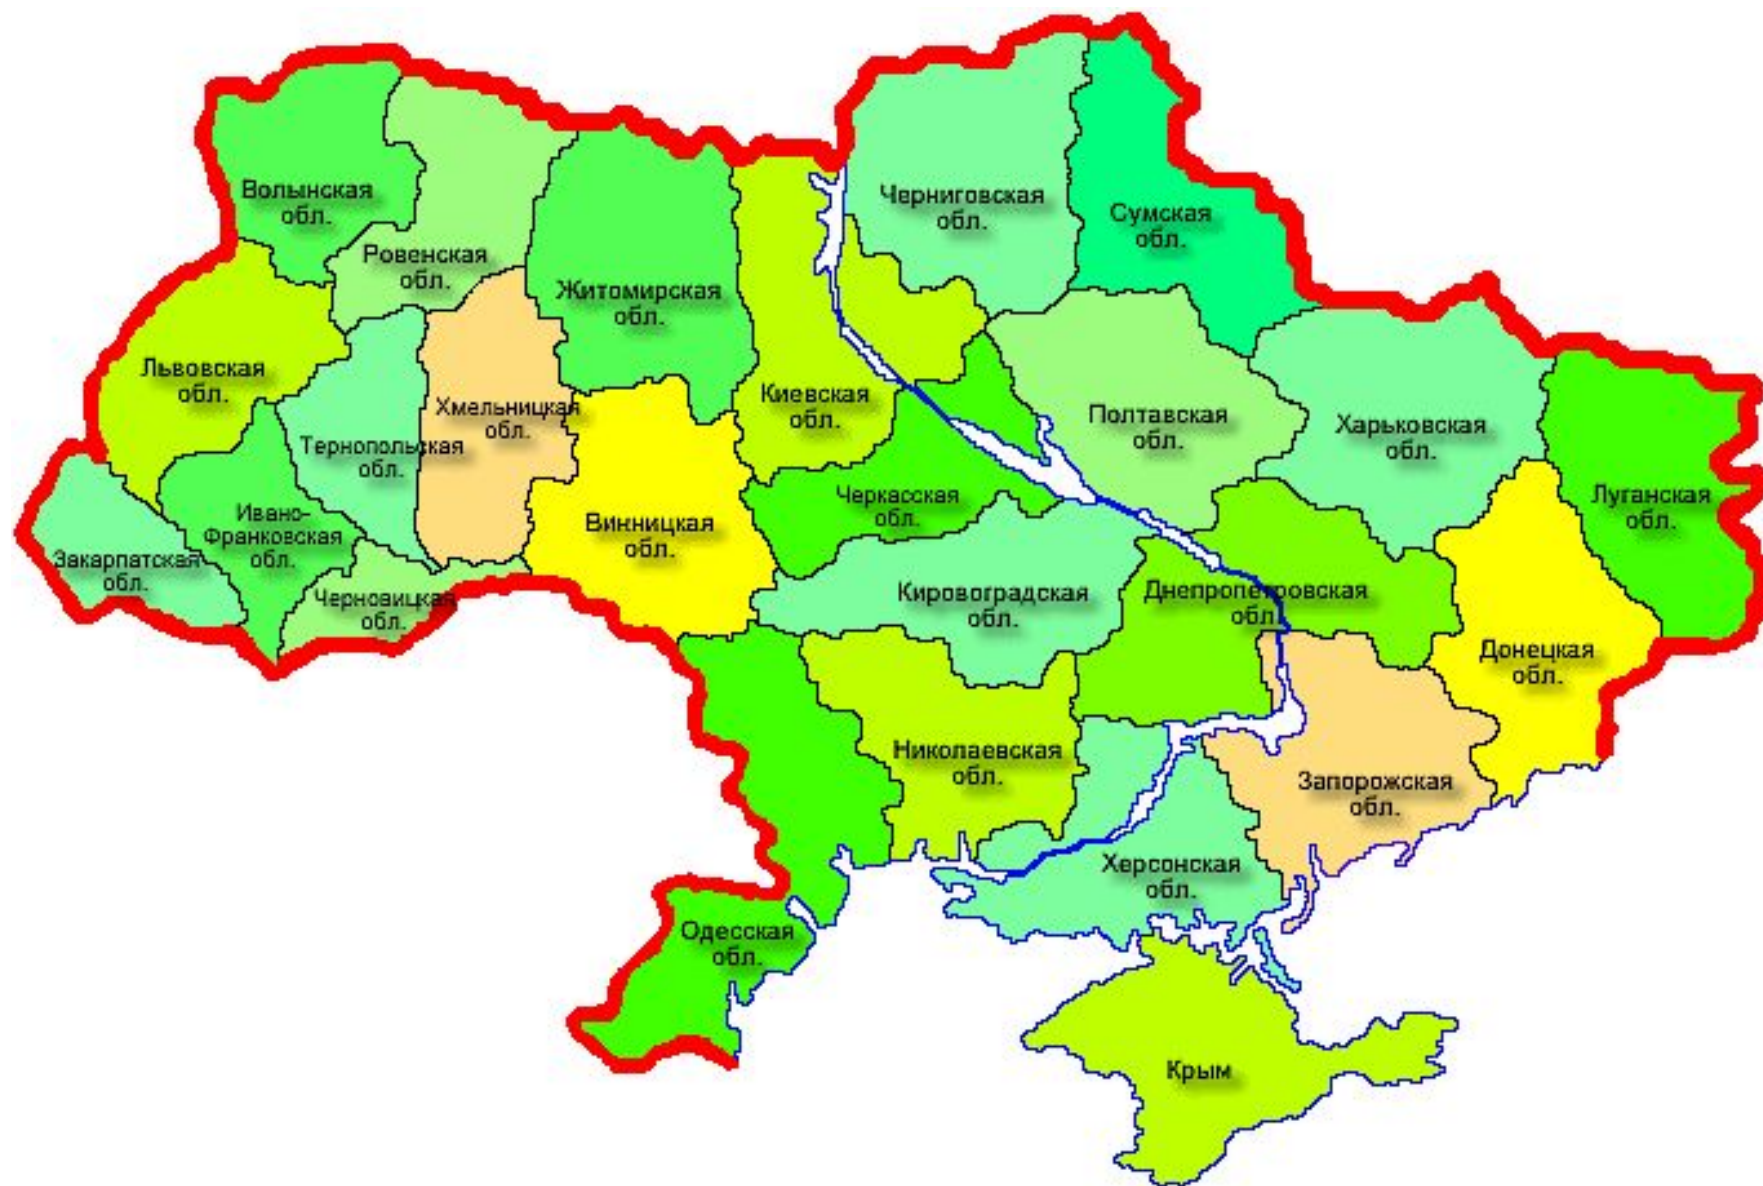 Волынская
обл.
Ровенская
обл.
Житомирская
обл.
Черниговская
обл.
Сумская
обл.
Львовская
обл.
Тернопольская
обл.
Хмельницкая
обл.
Киевская
обл.
Полтавская
обл.
Харьковская
обл.
Луганская
обл.
Закарпатская
обл.
Ивано-
Франковская
обл.
Черновицкая
обл.
Винницкая
обл.
Черкасская
обл.
Кировоградская
обл.
Днепропетровская
обл.
Донецкая
обл.
Николаевская
обл.
Запорожская
обл.
Херсонская
обл.
Одесская
обл.
Крым